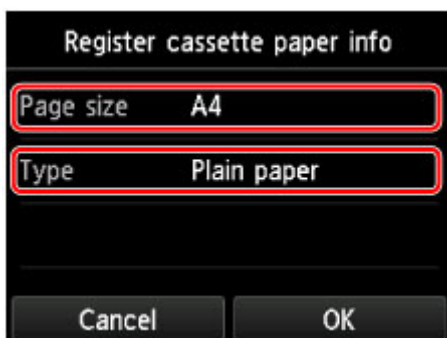 Register cassette paper info
Page size A4
Type Plain paper
Cancel OK